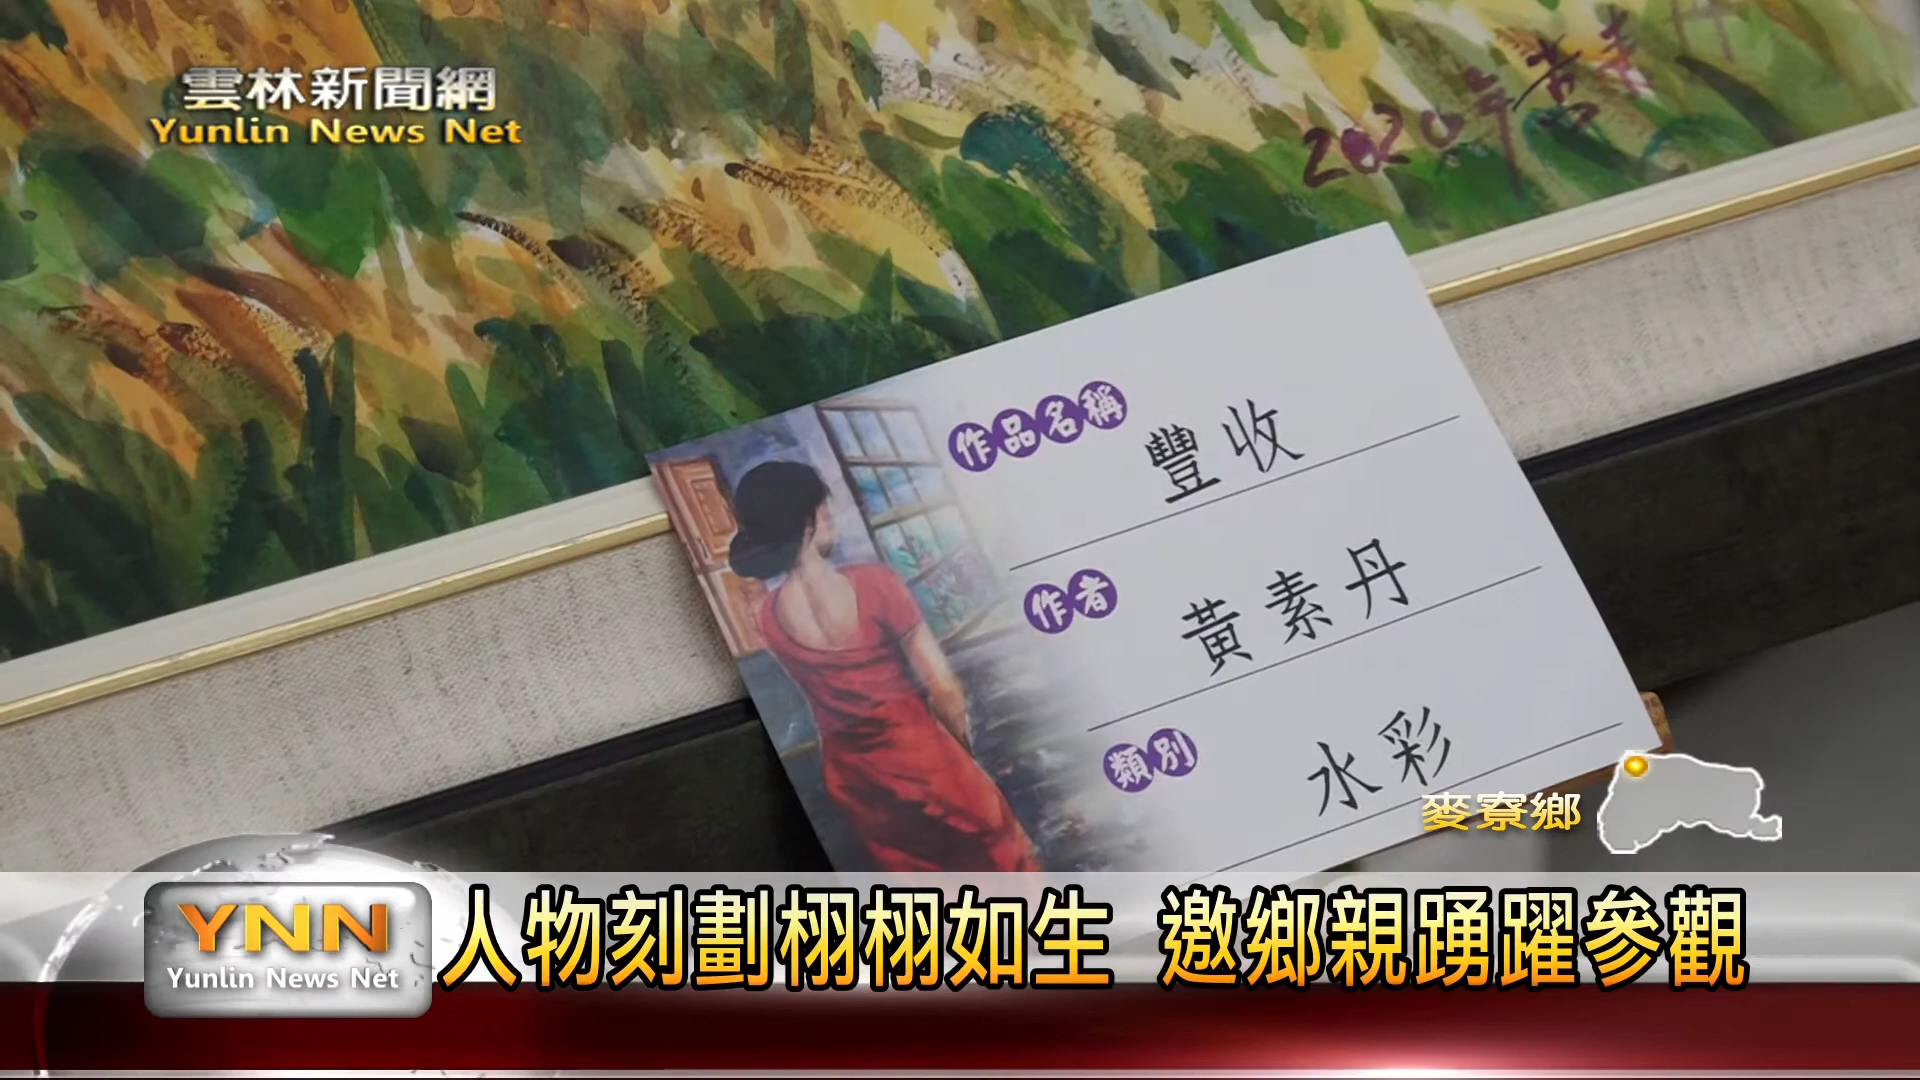 雲林新聞網
Yunlin News Net
2020年
作品名稱 豐收
作者 黃素丹
類別 水彩
麥寮鄉
YNN
Yunlin News Net
人物刻劃栩栩如生 邀鄉親踴躍參觀